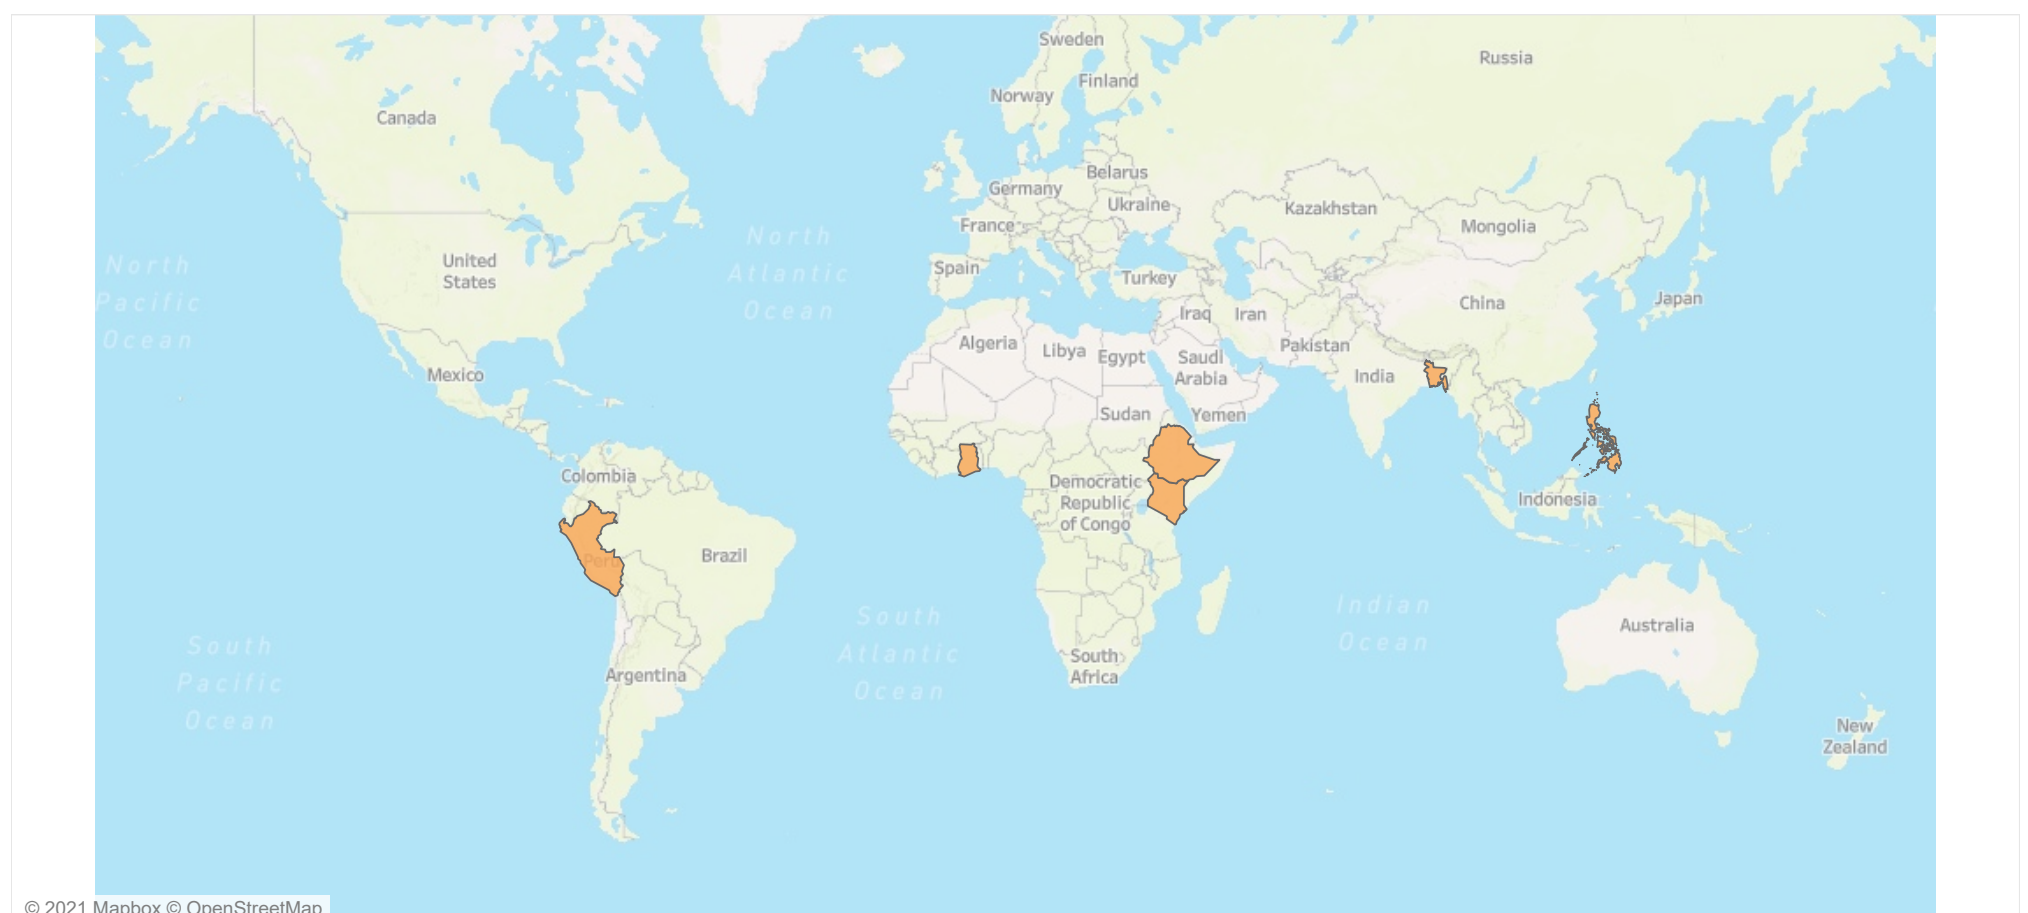 Sweden
Russia
Finland
Norway
Canada
Belarus
Germany
Ukraine
Kazakhstan
France
Mongolia
North
Atlantic
Ocean
North
Pacific
Ocean
United
States
Spain
Turkey
China
Japan
Iraq
Iran
Algeria
Libya
Egypt
Saudi
Arabia
Pakistan
India
Mexico
Sudan
Yemen
Colombia
Democratic
Republic
of Congo
Indonesia
Peru
Brazil
South
Atlantic
Ocean
Indian
Ocean
Australia
South
Pacific
Ocean
South
Africa
Argentina
New
Zealand
© 2021 Mapbox © OpenStreetMap